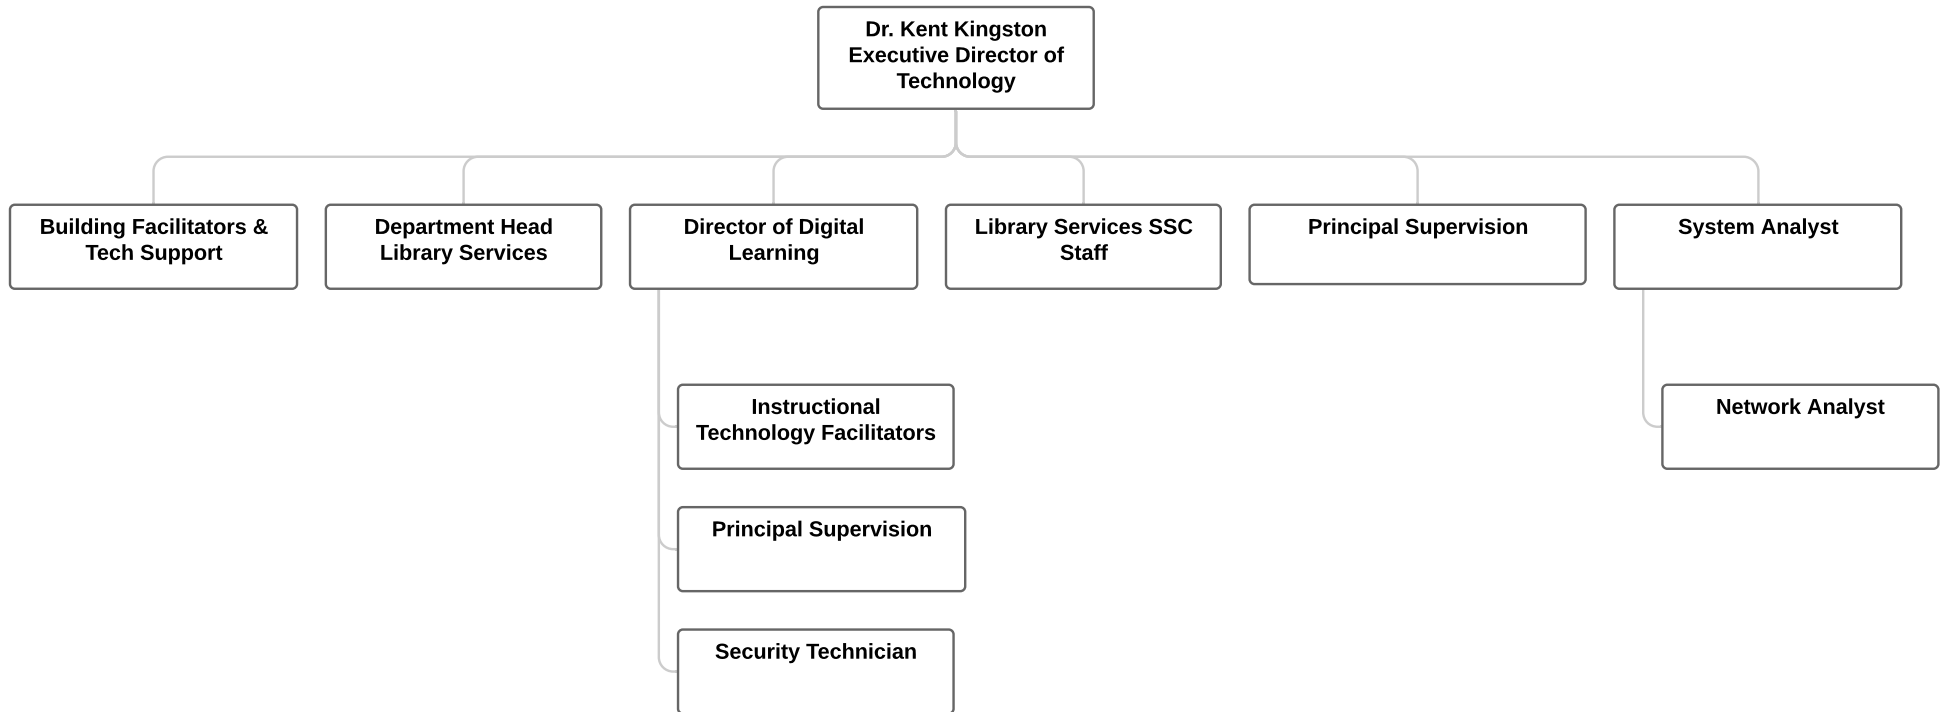 Dr. Kent Kingston
Executive Director of
Technology
Building Facilitators &
Tech Support
Department Head
Library Services
Director of Digital
Learning
Library Services SSC
Staff
Principal Supervision
System Analyst
Instructional
Technology Facilitators
Network Analyst
Principal Supervision
Security Technician